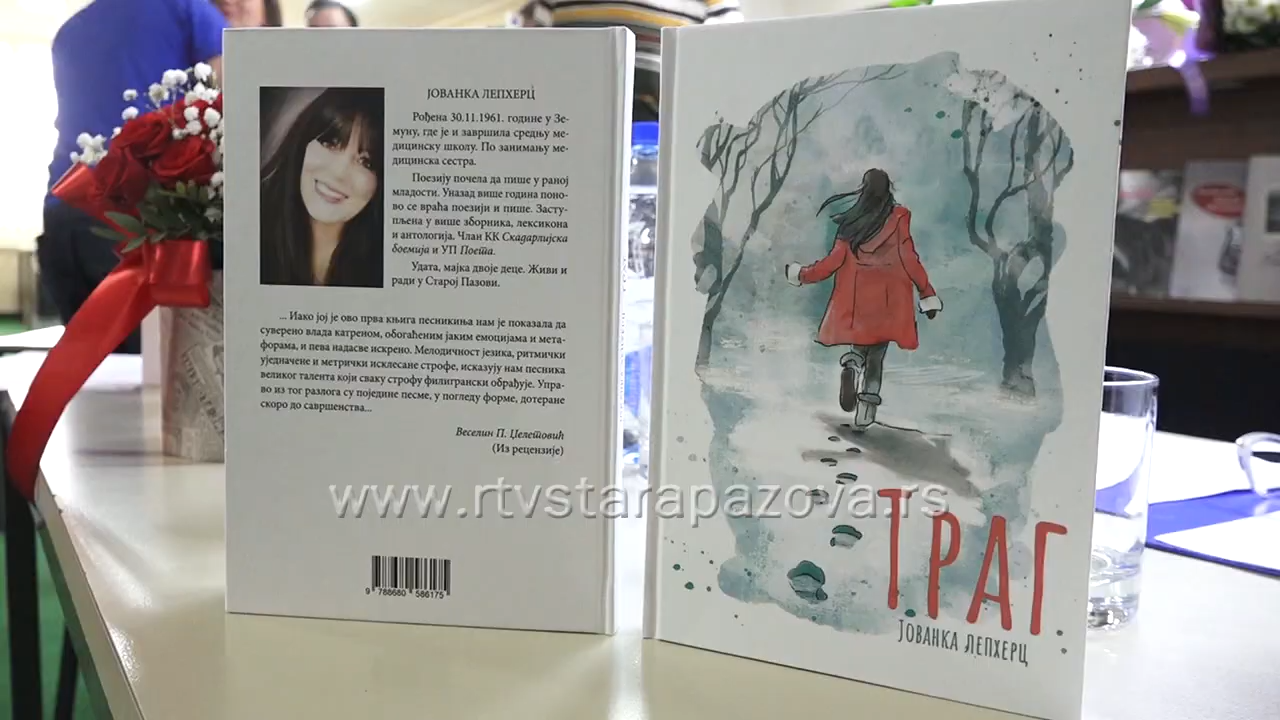 ЈОВАНКА ЛЕПХЕРЦ
Рођена 30.11.1961. године у Зе-
муну, где је и завршила средњу ме-
дицинску школу. По занимању ме-
дицинска сестра.
Поезију почела да пише у раној
младости. Уназад више година поно-
во се враћа поезији и пише. Засту-
пљена у више зборника, лексикона
и антологија. Члан КК Скадарлијска
боемија и УП Поета.
Удата, мајка двоје деце. Живи и
ради у Старој Пазови.
... Иако јој је ово прва књига песникиња нам је показала да
суверено влада катреном, обогаћеним јаким емоцијама и мета-
форама, и пева надасве искрено. Мелодичност језика, ритмички
уједначене и метрички исклесане строфе, исказују нам песника
великог талента који сваку строфу филигрански обрађује. Упра-
во из тог разлога су поједине песме, у погледу форме, дотеране
скоро до савршенства...
Веселин П. Џелетовић
(Из рецензије)
9 788680 586175
ТРАГ
ЈОВАНКА ЛЕПХЕРЦ
www.rtvstarapazova.rs